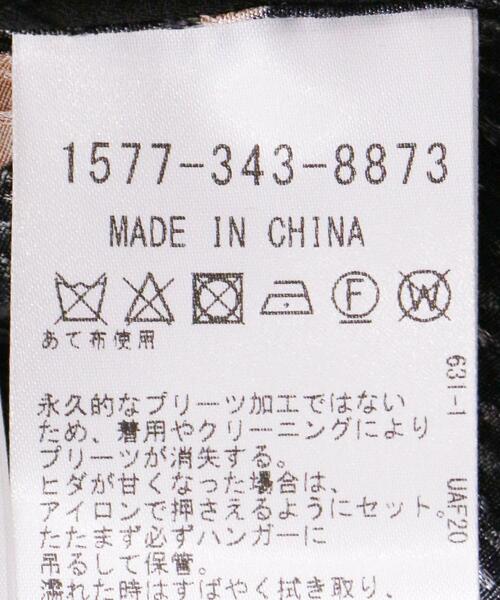 1577-343-8873
MADE IN CHINA
F W
あて布使用
永久的なプリーツ加工ではない
ため、着用やクリーニングにより
プリーツが消失する。
ヒダが甘くなった場合は、
アイロンで押さえるようにセット。
たたまず必ずハンガーに
吊るして保管。
濡れた時はすばやく拭き取り、
631-1 UAF20